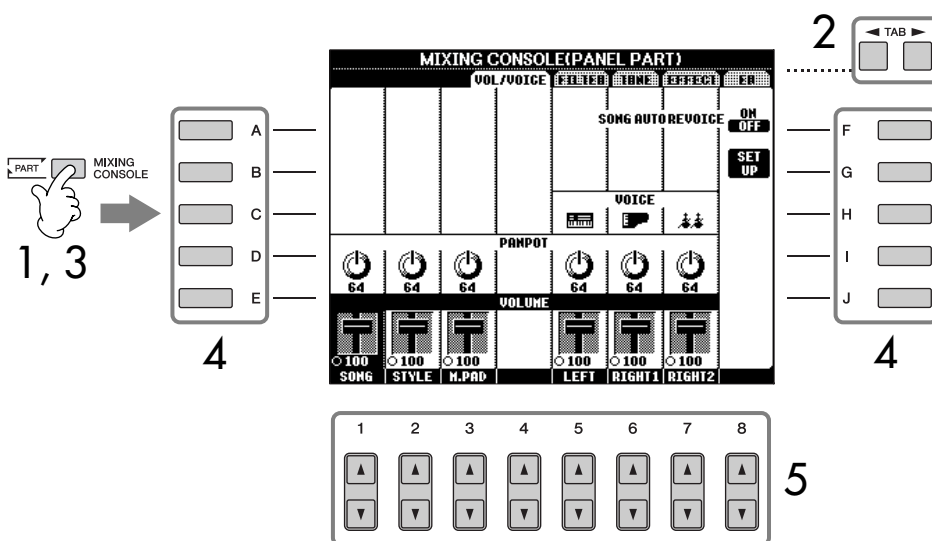 2
◄ TAB ►
MIXING CONSOLE(PANEL PART)
VOL/VOICE FILTER TUNE EFFECT EQ
PART
MIXING
CONSOLE
1, 3
A
B
C
D
E
4
SONG AUTO REVOICE ON
OFF
SET
UP
VOICE
PANPOT
64 64 64 64 64 64
VOLUME
100 100 100 100 100 100
SONG STYLE M.PAD LEFT RIGHT1 RIGHT2
F
G
H
I
J
4
1 2 3 4 5 6 7 8
5